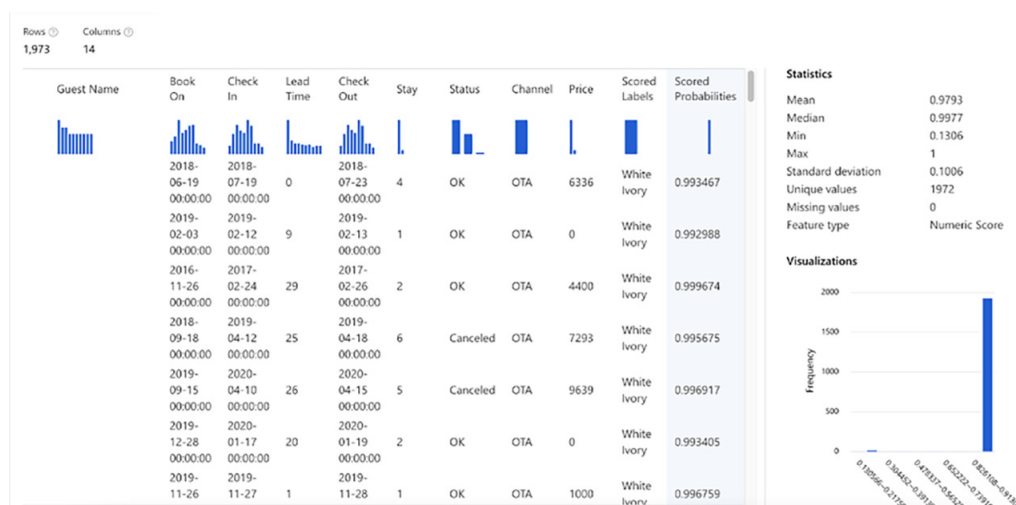 Rows Columns
1,973 14
Guest Name Book On Check In Lead Time Check Out Stay Status Channel Price Scored Labels Scored Probabilities
2018-06-19 00:00:00 2018-07-19 00:00:00 0 2018-07-23 00:00:00 4 OK OTA 6336 White Ivory 0.993467
2019-02-03 00:00:00 2019-02-12 00:00:00 9 2019-02-13 00:00:00 1 OK OTA 0 White Ivory 0.992988
2016-11-26 00:00:00 2017-02-24 00:00:00 29 2017-02-26 00:00:00 2 OK OTA 4400 White Ivory 0.999674
2018-09-18 00:00:00 2019-04-12 00:00:00 25 2019-04-18 00:00:00 6 Canceled OTA 7293 White Ivory 0.995675
2019-09-15 00:00:00 2020-04-10 00:00:00 26 2020-04-15 00:00:00 5 Canceled OTA 9639 White Ivory 0.996917
2019-12-28 00:00:00 2020-01-17 00:00:00 20 2020-01-19 00:00:00 2 OK OTA 0 White Ivory 0.993405
2019-11-26 2019-11-27 1 2019-11-28 1 OK OTA 1000 White Ivory 0.996759
Statistics
Mean 0.9793
Median 0.9977
Min 0.1306
Max 1
Standard deviation 0.1006
Unique values 1972
Missing values 0
Feature type Numeric Score
Visualizations
Frequency
2000
1500
1000
500
0